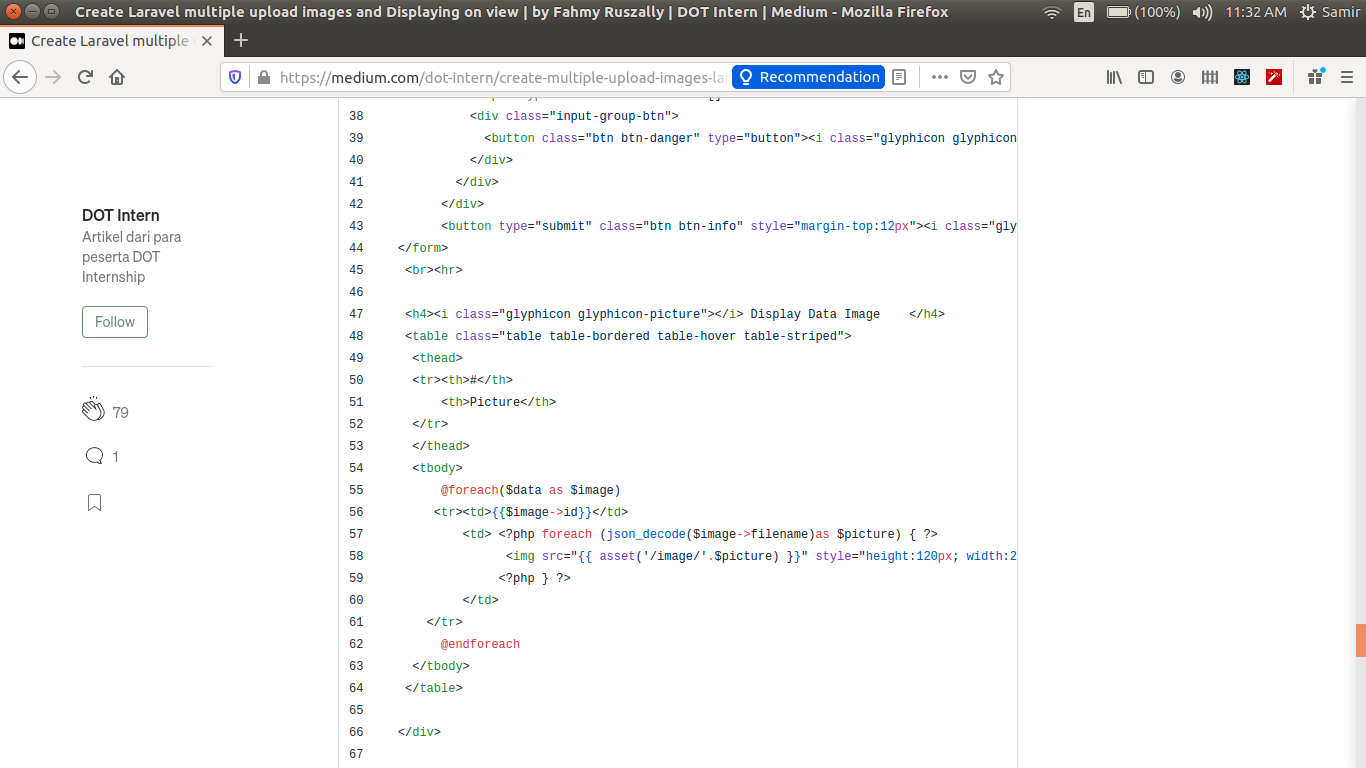 Create Laravel multiple upload images and Displaying on view | by Fahmy Ruszally | DOT Intern | Medium - Mozilla Firefox
En (100%) 11:32 AM Samir
Create Laravel multiple
https://medium.com/dot-intern/create-multiple-upload-images-lar Recommendation
DOT Intern
Artikel dari para
peserta DOT
Internship
Follow
79
1
38 <div class="input-group-btn">
39 <button class="btn btn-danger" type="button"><i class="glyphicon glyphicon
40 </div>
41 </div>
42 </div>
43 <button type="submit" class="btn btn-info" style="margin-top:12px"><i class="gly
44 </form>
45 <br><hr>
46
47 <h4><i class="glyphicon glyphicon-picture"></i> Display Data Image </h4>
48 <table class="table table-bordered table-hover table-striped">
49 <thead>
50 <tr><th>#</th>
51 <th>Picture</th>
52 </tr>
53 </thead>
54 <tbody>
55 @foreach($data as $image)
56 <tr><td>{{$image->id}}</td>
57 <td> <?php foreach (json_decode($image->filename)as $picture) { ?>
58 <img src="{{ asset('/image/'.$picture) }}" style="height:120px; width:2
59 <?php } ?>
60 </td>
61 </tr>
62 @endforeach
63 </tbody>
64 </table>
65
66 </div>
67